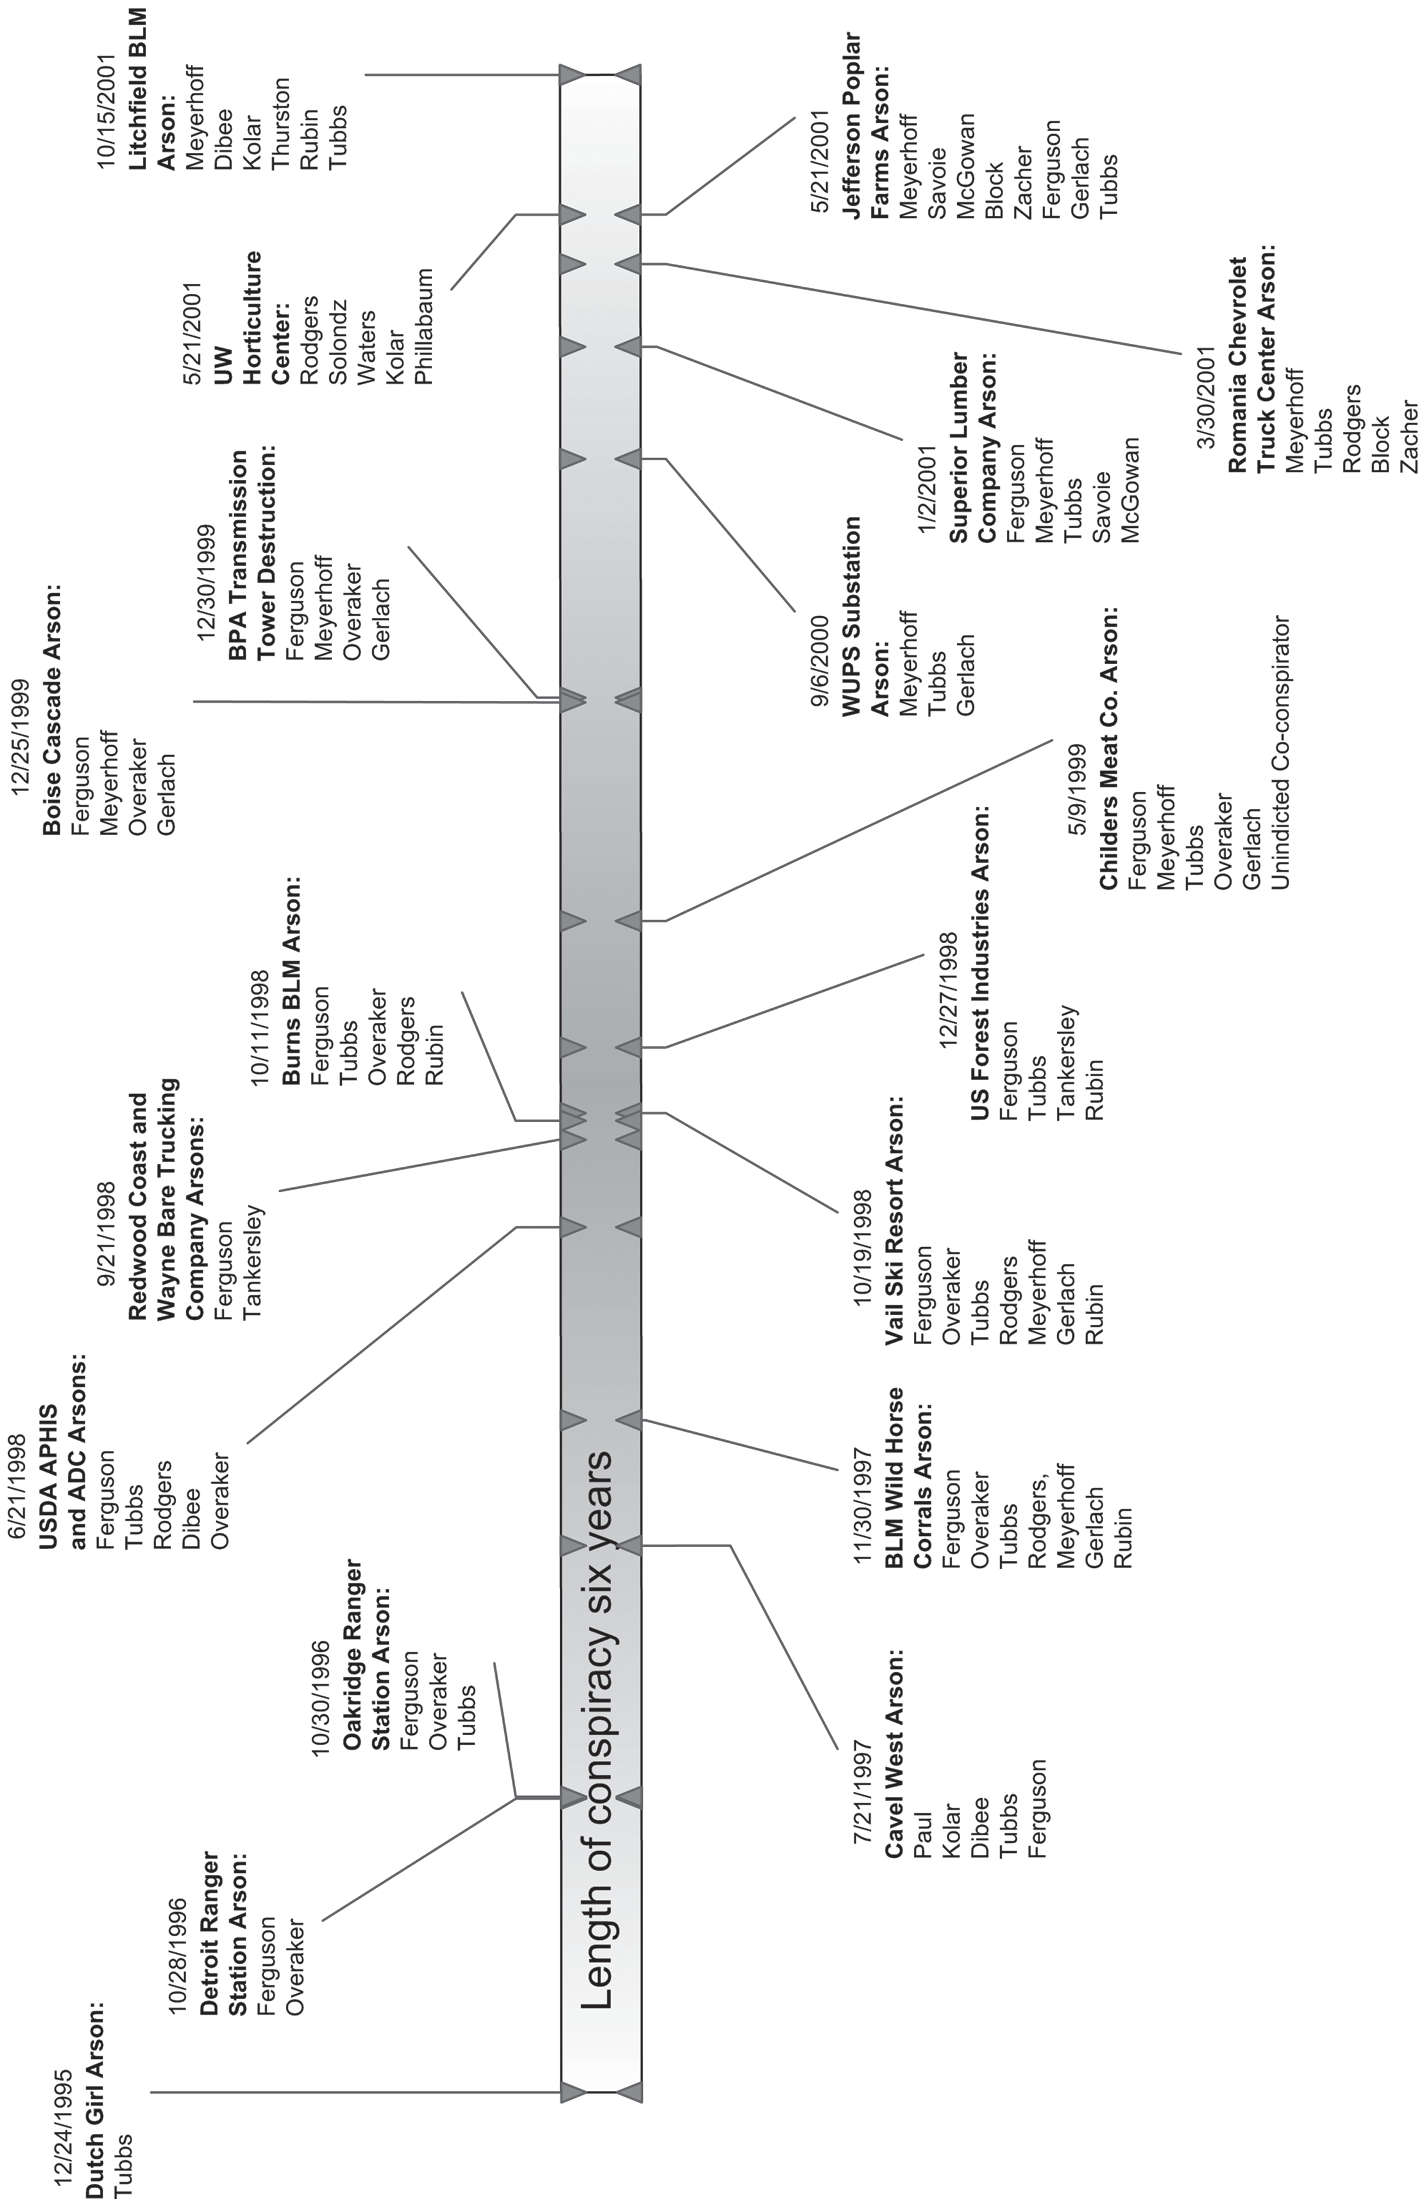 12/24/1995
Dutch Girl Arson:
Tubbs
10/28/1996
Detroit Ranger
Station Arson:
Ferguson
Overaker
10/30/1996
Oakridge Ranger
Station Arson:
Ferguson
Overaker
Tubbs
6/21/1998
USDA APHIS
and ADC Arsons:
Ferguson
Tubbs
Rodgers
Dibee
Overaker
9/21/1998
Redwood Coast and
Wayne Bare Trucking
Company Arsons:
Ferguson
Tankersley
10/11/1998
Burns BLM Arson:
Ferguson
Tubbs
Overaker
Rodgers
Rubin
12/25/1999
Boise Cascade Arson:
Ferguson
Meyerhoff
Overaker
Gerlach
12/30/1999
BPA Transmission
Tower Destruction:
Ferguson
Meyerhoff
Overaker
Gerlach
5/21/2001
UW
Horticulture
Center:
Rodgers
Solondz
Waters
Kolar
Phillabaum
10/15/2001
Litchfield BLM
Arson:
Meyerhoff
Dibee
Kolar
Thurston
Rubin
Tubbs
Length of conspiracy six years
7/21/1997
Cavel West Arson:
Paul
Kolar
Dibee
Tubbs
Ferguson
11/30/1997
BLM Wild Horse
Corrals Arson:
Ferguson
Overaker
Tubbs
Rodgers,
Meyerhoff
Gerlach
Rubin
10/19/1998
Vail Ski Resort Arson:
Ferguson
Overaker
Tubbs
Rodgers
Meyerhoff
Gerlach
Rubin
12/27/1998
US Forest Industries Arson:
Ferguson
Tubbs
Tankersley
Rubin
5/9/1999
Childers Meat Co. Arson:
Ferguson
Meyerhoff
Tubbs
Overaker
Gerlach
Unindicted Co-conspirator
9/6/2000
WUPS Substation
Arson:
Meyerhoff
Tubbs
Gerlach
1/2/2001
Superior Lumber
Company Arson:
Ferguson
Meyerhoff
Tubbs
Savoie
McGowan
3/30/2001
Romania Chevrolet
Truck Center Arson:
Meyerhoff
Tubbs
Rodgers
Block
Zacher
5/21/2001
Jefferson Poplar
Farms Arson:
Meyerhoff
Savoie
McGowan
Block
Zacher
Ferguson
Gerlach
Tubbs